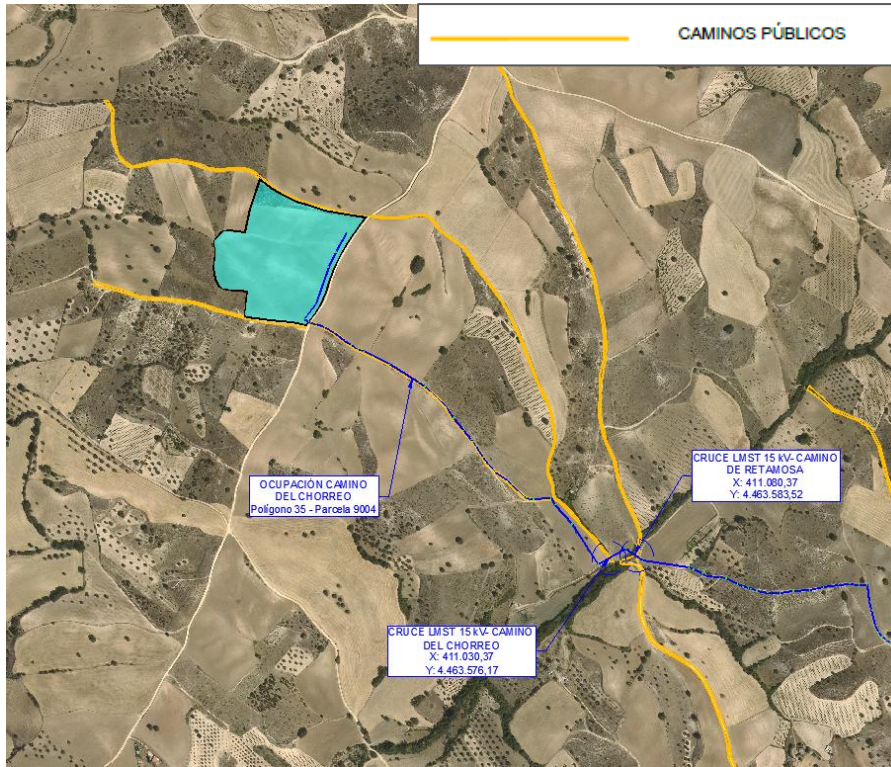 CAMINOS PÚBLICOS
CRUCE LMST 15 kV- CAMINO
DE RETAMOSA
X: 411.080,37
Y: 4.463.583,52
OCUPACIÓN CAMINO
DEL CHORREO
Polígono 35 - Parcela 9004
CRUCE LMST 15 kV- CAMINO
DEL CHORREO
X: 411.030,37
Y: 4.463.576,17